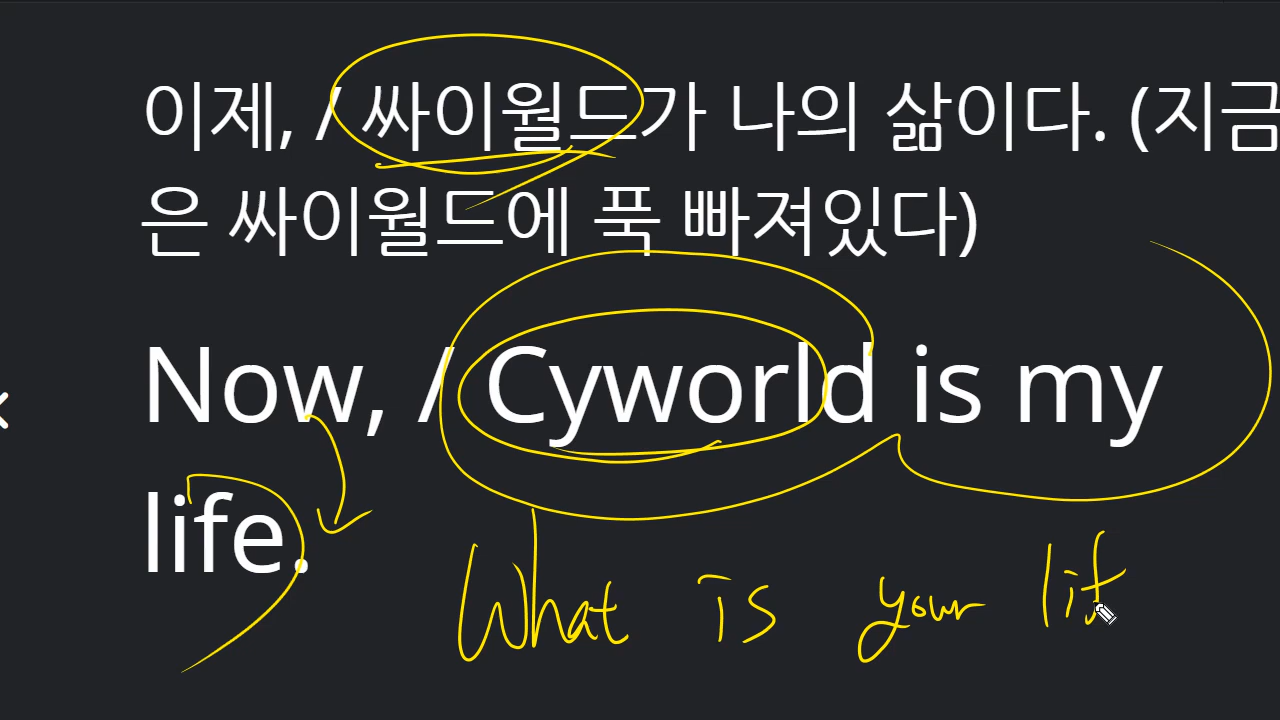 이제, / 싸이월드가 나의 삶이다. (지금
은 싸이월드에 푹 빠져있다)
Now, / Cyworld is my
life.
What is your lif